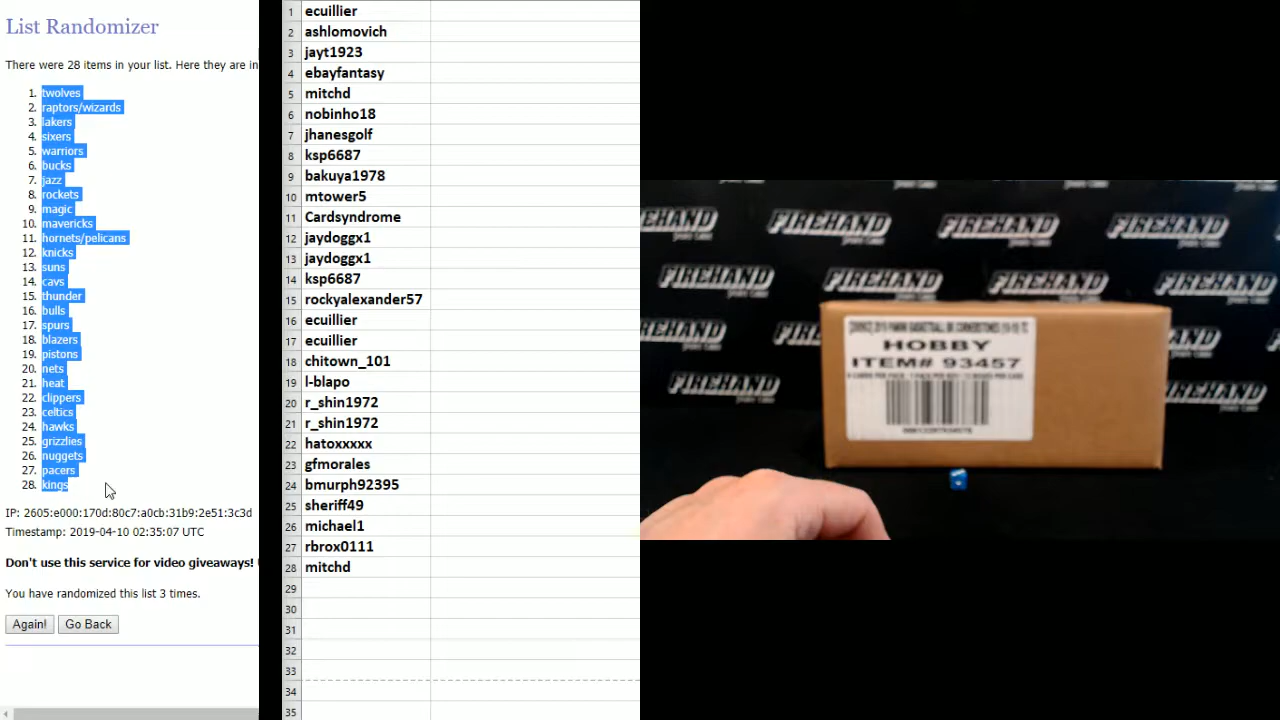 List Randomizer
There were 28 items in your list. Here they are in
1. twolves
2. raptors/wizards
3. lakers
4. sixers
5. warriors
6. bucks
7. jazz
8. rockets
9. magic
10. mavericks
11. hornets/pelicans
12. knicks
13. suns
14. cavs
15. thunder
16. bulls
17. spurs
18. blazers
19. pistons
20. nets
21. heat
22. clippers
23. celtics
24. hawks
25. grizzlies
26. nuggets
27. pacers
28. kings
IP: 2605:e000:170d:80c7:a0cb:31b9:2e51:3c3d
Timestamp: 2019-04-10 02:35:07 UTC
Don't use this service for video giveaways!
You have randomized this list 3 times.
Again! Go Back
1 ecuillier
2 ashlomovich
3 jayt1923
4 ebayfantasy
5 mitchd
6 nobinho18
7 jhanesgolf
8 ksp6687
9 bakuya1978
10 mtower5
11 Cardsyndrome
12 jaydoggx1
13 jaydoggx1
14 ksp6687
15 rockyalexander57
16 ecuillier
17 ecuillier
18 chitown_101
19 l-blapo
20 r_shin1972
21 r_shin1972
22 hatoxxxxx
23 gfmorales
24 bmurph92395
25 sheriff49
26 michael1
27 rbrox0111
28 mitchd
29
30
31
32
33
34
35
FIREHAND FIREHAND FIREHAND FIREHAND
FIREHAND FIREHAND FIREHAND
HOBBY
ITEM# 93457